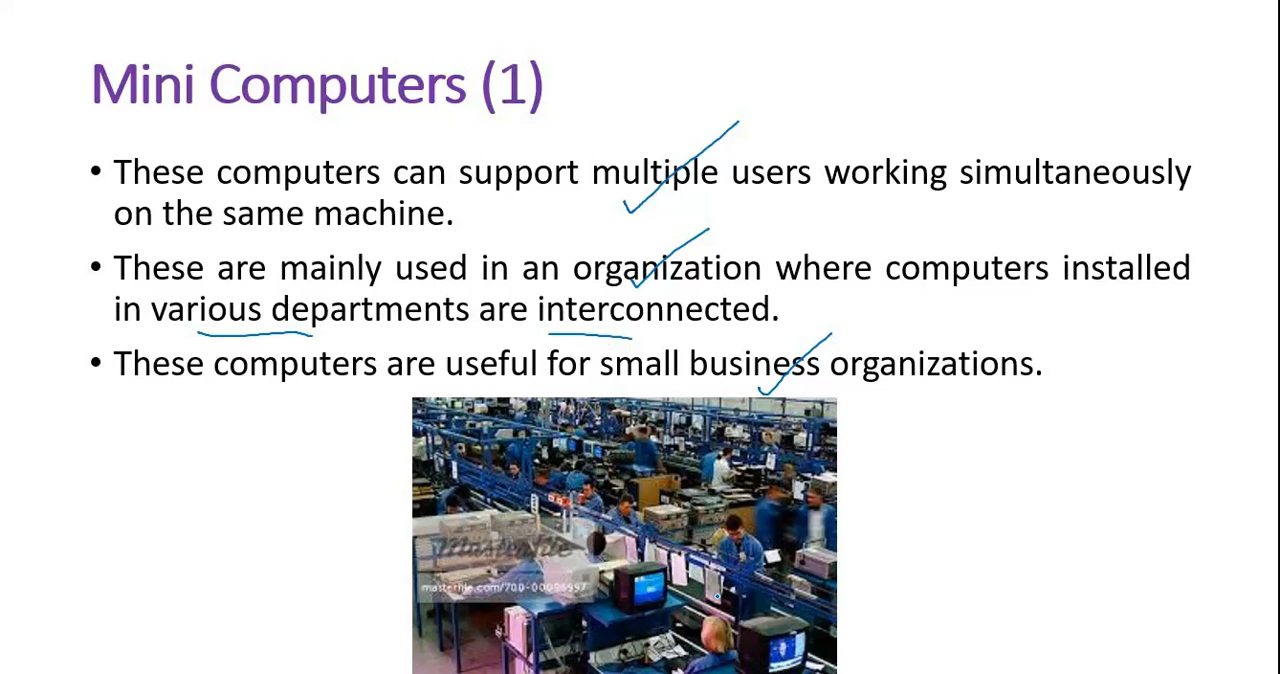 Mini Computers (1)
• These computers can support multiple users working simultaneously
on the same machine.
• These are mainly used in an organization where computers installed
in various departments are interconnected.
• These computers are useful for small business organizations.
Masterfile
masterfile.com/700-00095997